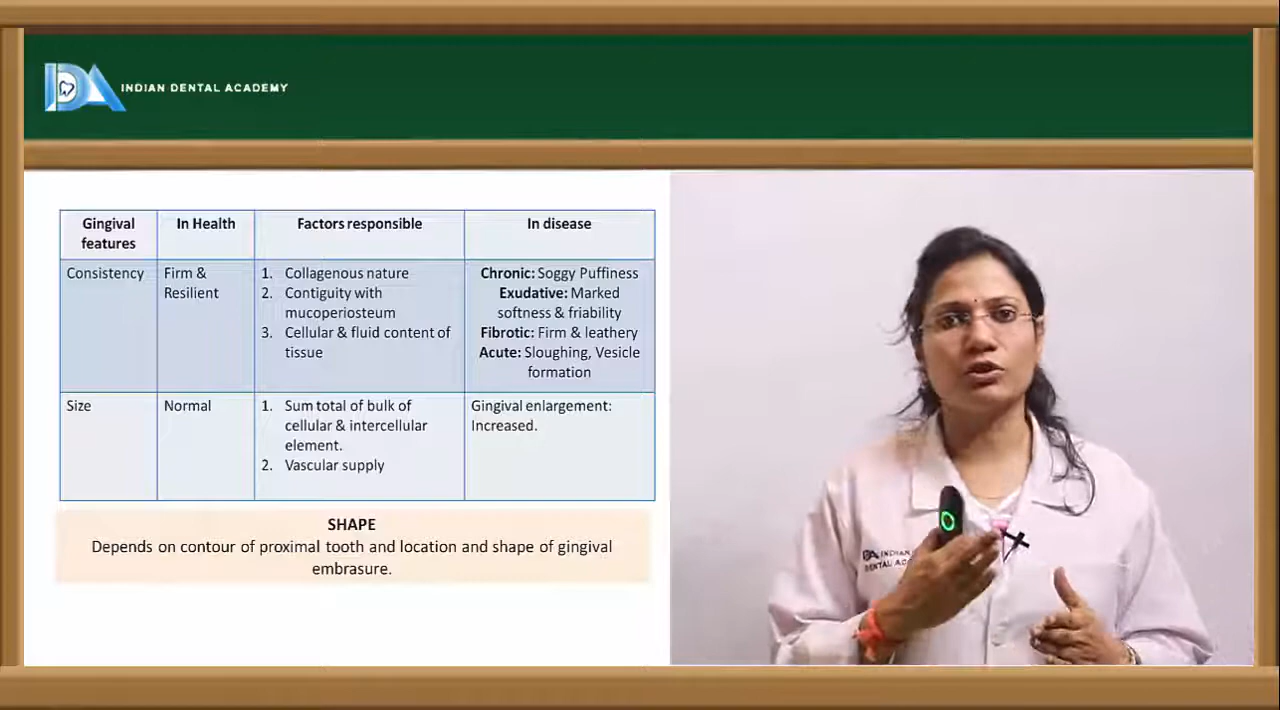 INDIAN DENTAL ACADEMY
Gingival
features
In Health
Factors responsible
In disease
Consistency
Firm &
Resilient
1. Collagenous nature
2. Contiguity with
mucoperiosteum
3. Cellular & fluid content of
tissue
Chronic: Soggy Puffiness
Exudative: Marked
softness & friability
Fibrotic: Firm & leathery
Acute: Sloughing, Vesicle
formation
Size
Normal
1. Sum total of bulk of
cellular & intercellular
element.
2. Vascular supply
Gingival enlargement:
Increased.
SHAPE
Depends on contour of proximal tooth and location and shape of gingival
embrasure.
INDIAN
DENTAL ACA